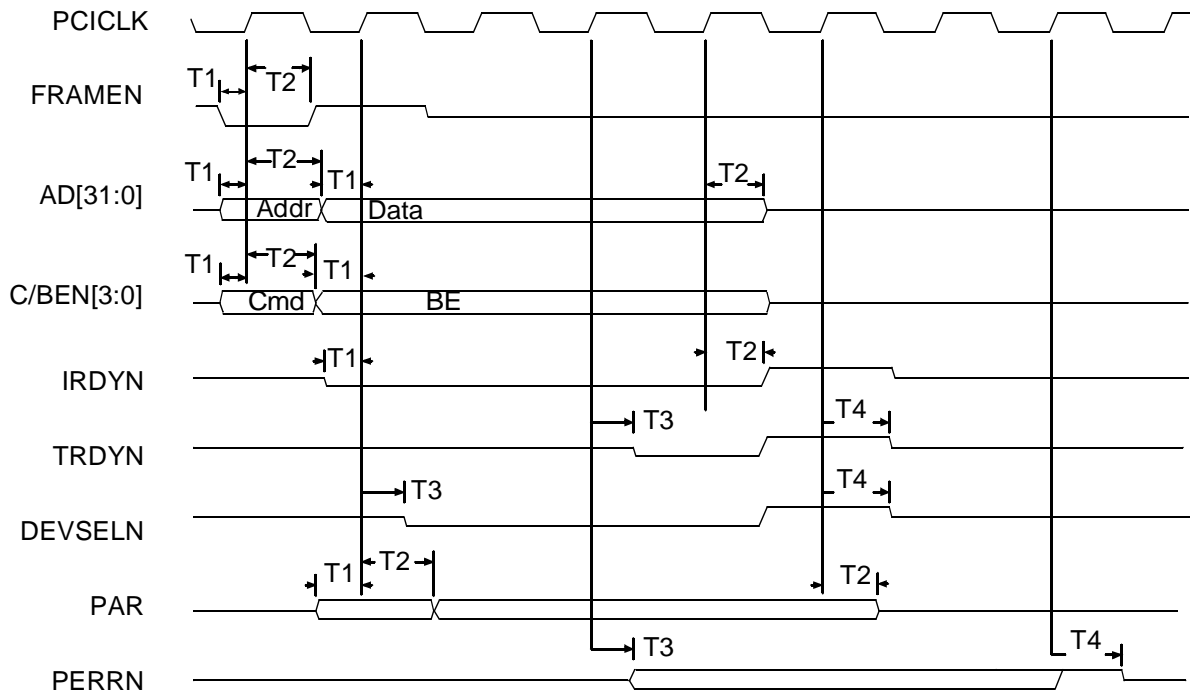 PCICLK
T1 T2
FRAMEN
T1 T2 T1 T2
AD[31:0]
Addr Data
T1 T2 T1
C/BEN[3:0]
Cmd BE
T1 T2
IRDYN
T3 T4
TRDYN
T3 T4
DEVSELN
T1 T2 T2
PAR
T3 T4
PERRN